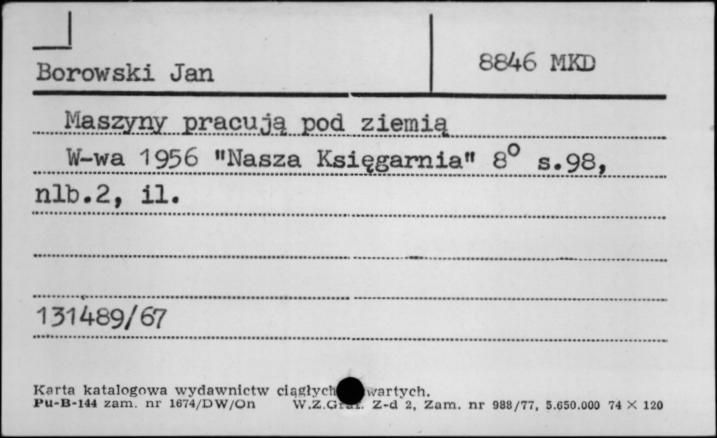 8846 MKD
Borowski Jan
Maszyny pracują pod ziemią
W-wa 1956 "Nasza Księgarnia" 8° s.98,
nlb.2, il.
131489/67
Karta katalogowa wydawnictw ciągłych
Pu-B-144 zam. nr 1674/DW/On W.Z.Graf. Z-d 2, Zam. nr 988/77, 5.650.000 74 × 120